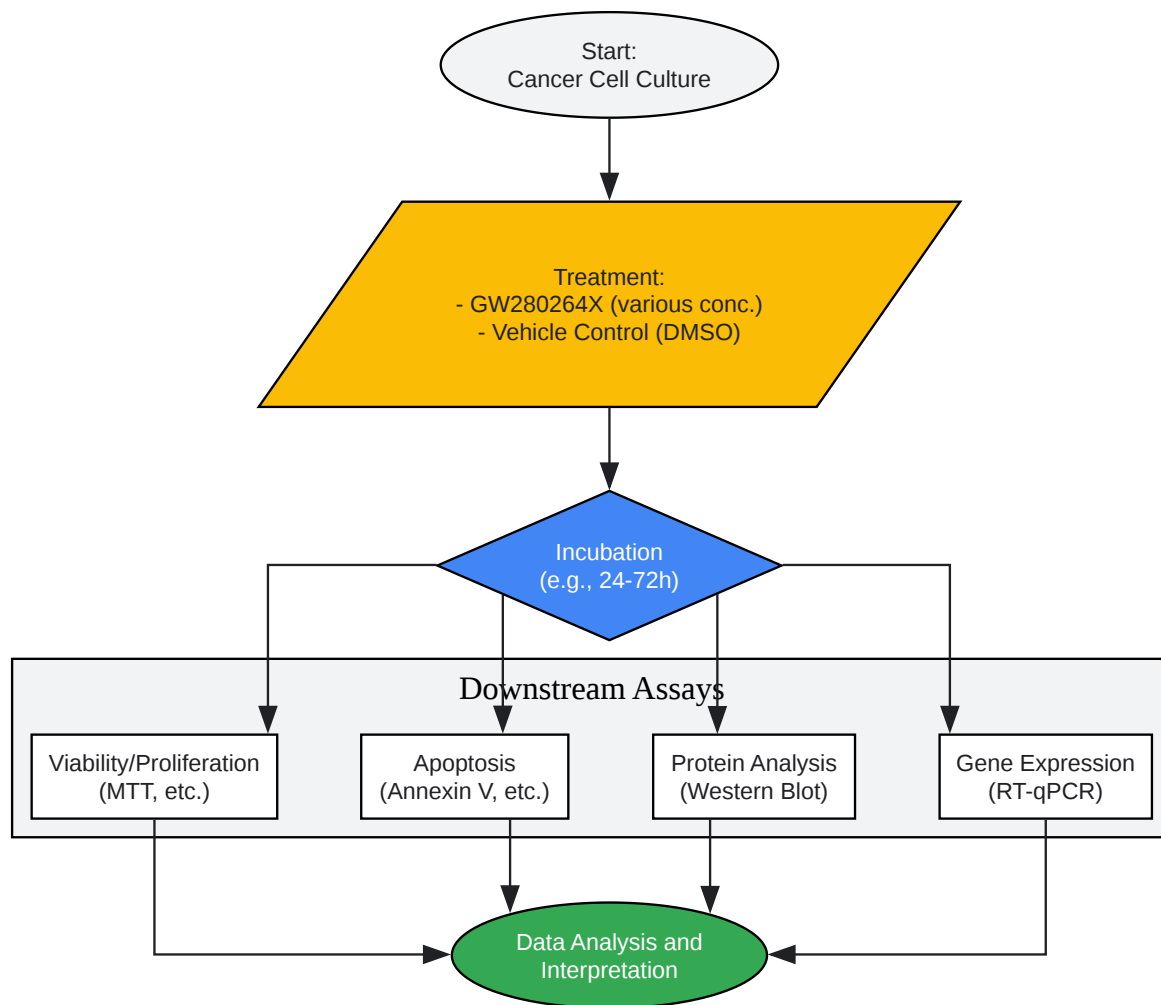 Start:
Cancer Cell Culture
Treatment:
- GW280264X (various conc.)
- Vehicle Control (DMSO)
Incubation
(e.g., 24-72h)
Downstream Assays
Viability/Proliferation
(MTT, etc.)
Apoptosis
(Annexin V, etc.)
Protein Analysis
(Western Blot)
Gene Expression
(RT-qPCR)
Data Analysis and
Interpretation